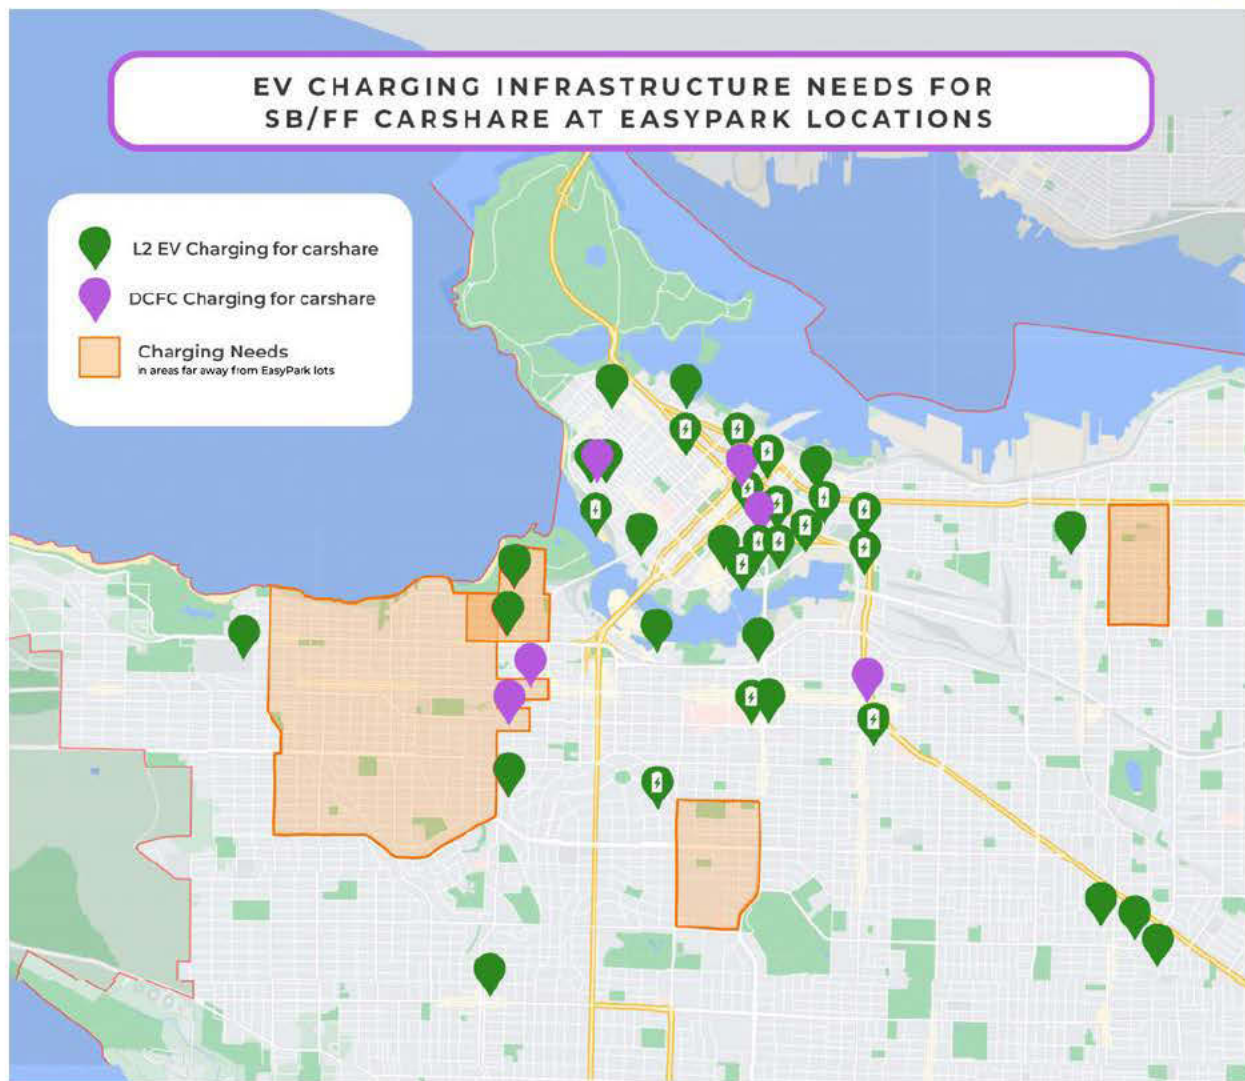 EV CHARGING INFRASTRUCTURE NEEDS FOR
SB/FF CARSHARE AT EASYPARK LOCATIONS
L2 EV Charging for carshare
DCFC Charging for carshare
Charging Needs
in areas far away from EasyPark lots